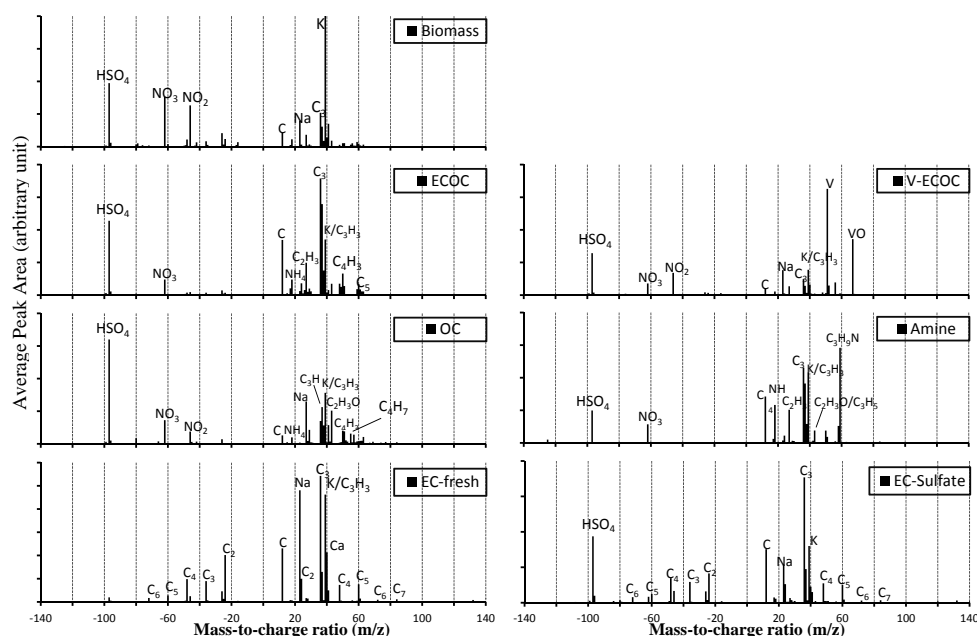 Average Peak Area (arbitrary unit)
■ Biomass
HSO₄ NO₃ NO₂ C Na C₃ K
■ ECOC
HSO₄ NO₃ C NH₄ C₂H₃ C₃ K/C₃H₃ C₄H₃ C₅
■ V-ECOC
HSO₄ NO₃ NO₂ C Na C₃ K/C₃H₃ V VO
■ OC
HSO₄ NO₃ NO₂ C NH₄ Na C₃H K/C₃H₃ C₂H₃O C₄H₃ C₄H₇
■ Amine
HSO₄ NO₃ C NH₄ C₂H C₃ K/C₃H₃ C₂H₃O/C₃H₅ C₃H₉N
■ EC-fresh
C₆ C₅ C₄ C₃ C₂ C Na C₂ C₃ K/C₃H₃ Ca C₄ C₅ C₆ C₇
-140 -100 -60 -20 20 60 100 140
Mass-to-charge ratio (m/z)
■ EC-Sulfate
HSO₄ C₆ C₅ C₄ C₃ C₂ C Na C₃ K C₄ C₅ C₆ C₇
-140 -100 -60 -20 20 60 100 140
Mass-to-charge ratio (m/z)